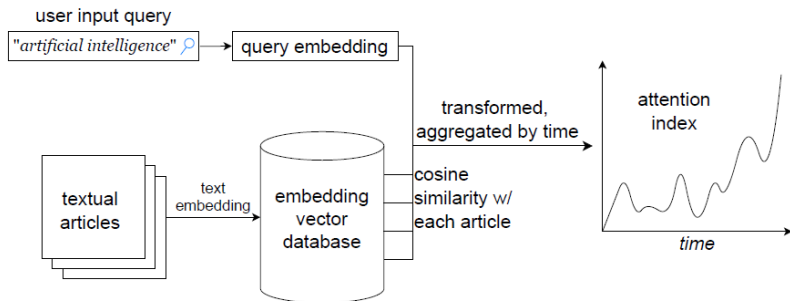 user input query
"artificial intelligence"
query embedding
transformed,
aggregated by time
attention
index
textual
articles
text
embedding
embedding
vector
database
cosine
similarity w/
each article
time